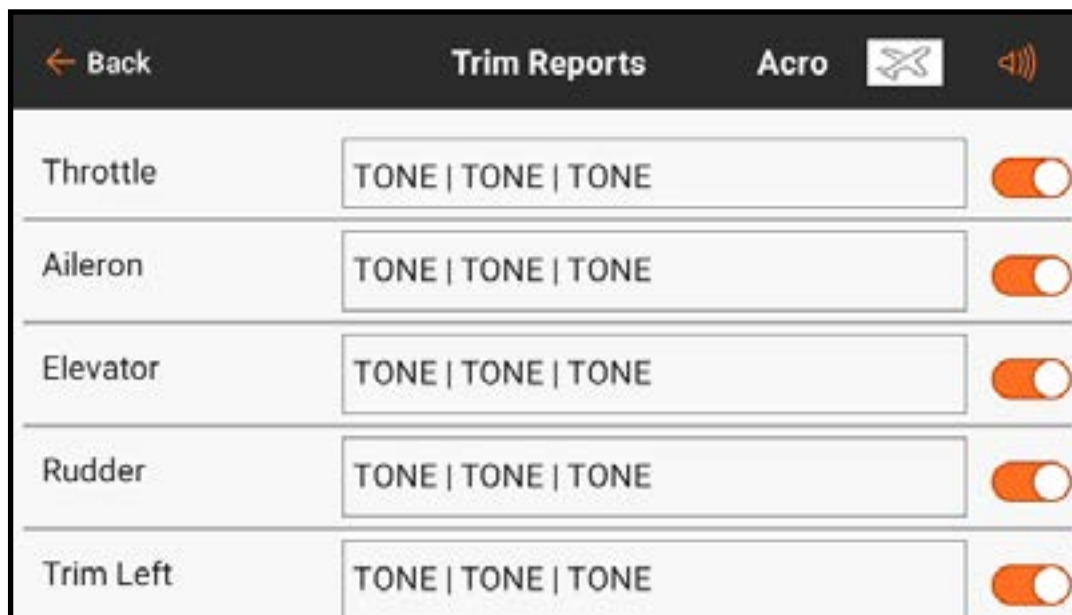 Back Trim Reports Acro
Throttle TONE | TONE | TONE
Aileron TONE | TONE | TONE
Elevator TONE | TONE | TONE
Rudder TONE | TONE | TONE
Trim Left TONE | TONE | TONE